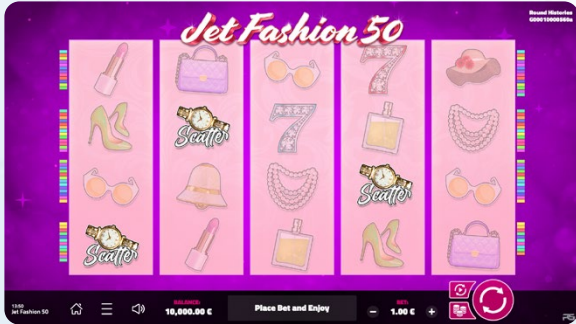 Jet Fashion 50
Round Histories
Scatter
Scatter
Scatter
13:50
Jet Fashion 50
BALANCE:
10,000.00 €
Place Bet and Enjoy
BET:
1.00 €